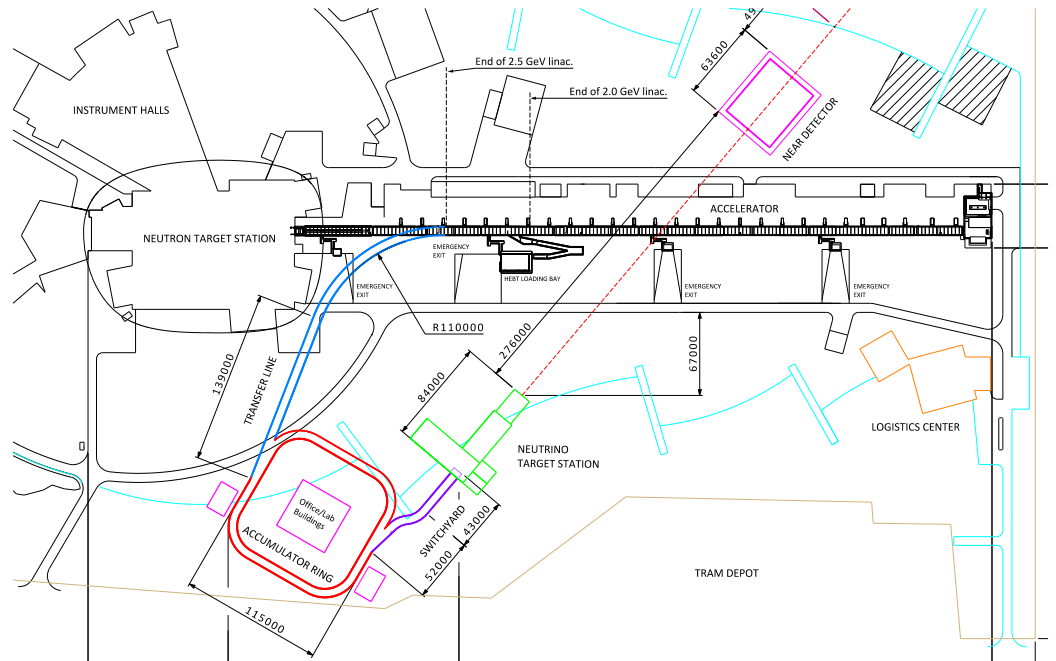 49
63600
End of 2.5 GeV linac.
End of 2.0 GeV linac.
INSTRUMENT HALLS
NEAR DETECTOR
ACCELERATOR
NEUTRON TARGET STATION
EMERGENCY
EXIT
HEBT LOADING BAY
EMERGENCY
EXIT
EMERGENCY
EXIT
EMERGENCY
EXIT
R110000
276000
67000
139000
TRANSFER LINE
84000
LOGISTICS CENTER
NEUTRINO
TARGET STATION
Office/Lab
Buildings
ACCUMULATOR RING
SWITCHYARD
43000
52000
TRAM DEPOT
115000